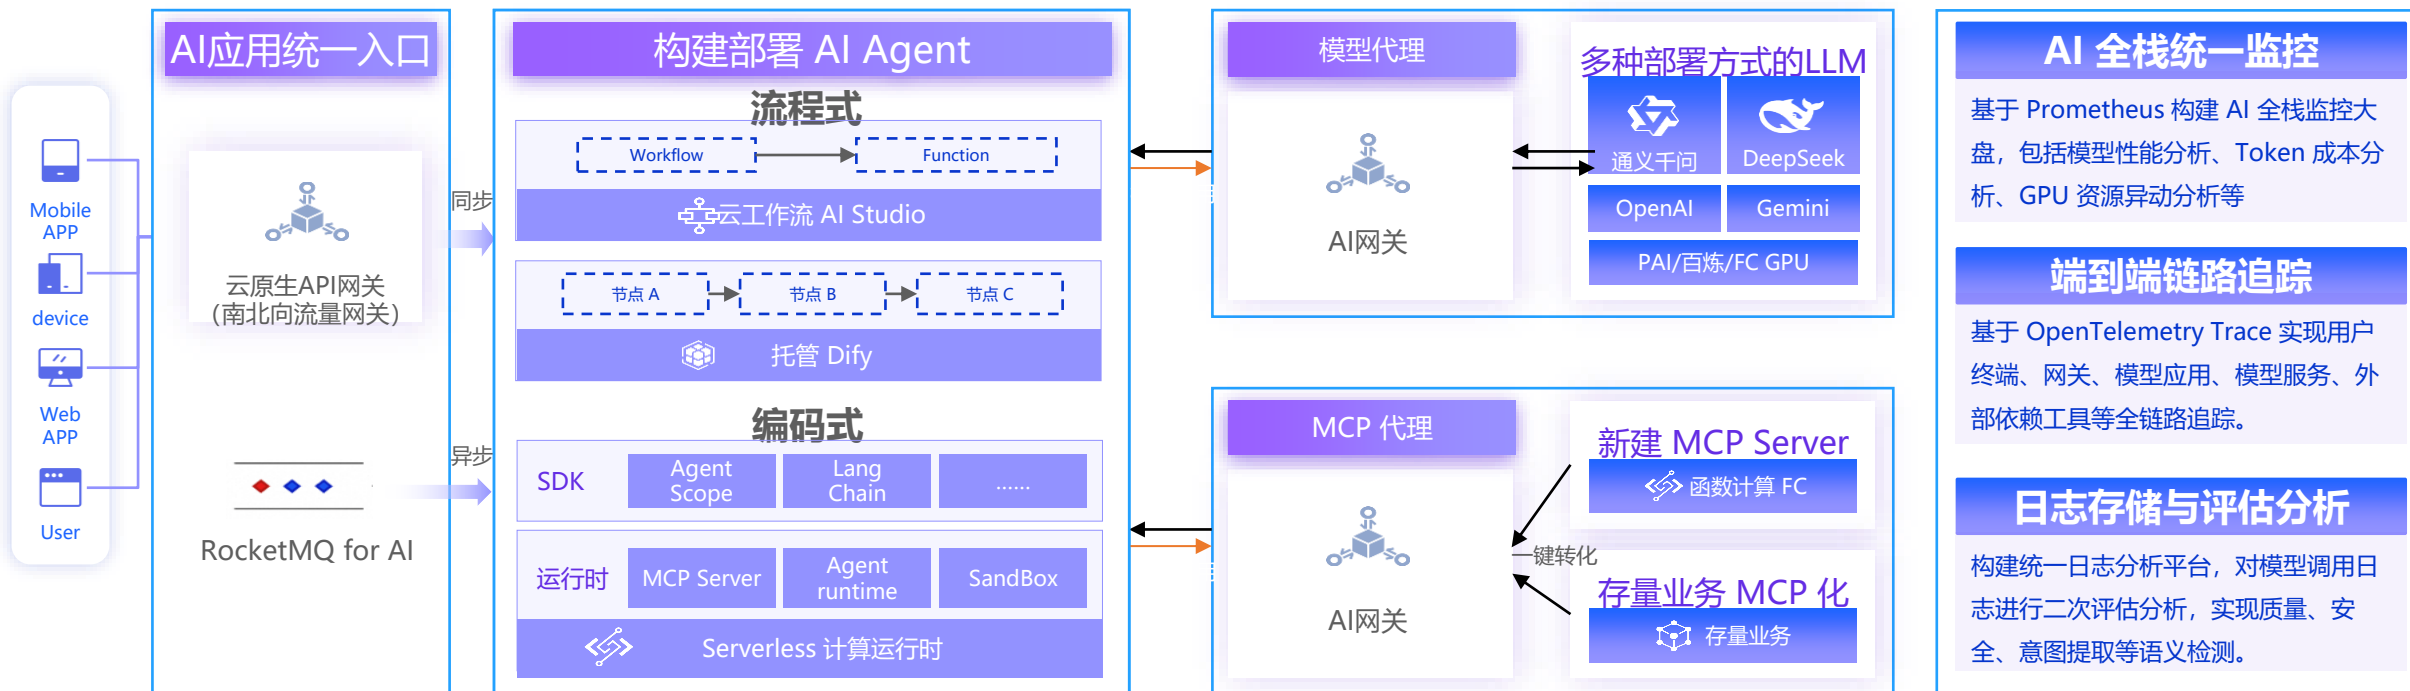 Mobile
APP
device
Web
APP
User
AI应用统一入口
云原生API网关
(南北向流量网关)
RocketMQ for AI
同步
异步
构建部署 AI Agent
流程式
Workflow
Function
云工作流 AI Studio
节点 A
节点 B
节点 C
托管 Dify
编码式
SDK
Agent
Scope
Lang
Chain
......
运行时
MCP Server
Agent
runtime
SandBox
Serverless 计算运行时
模型代理
AI网关
多种部署方式的LLM
通义千问
DeepSeek
OpenAI
Gemini
PAI/百炼/FC GPU
MCP 代理
AI网关
新建 MCP Server
函数计算 FC
一键转化
存量业务 MCP 化
存量业务
AI 全栈统一监控
基于 Prometheus 构建 AI 全栈监控大
盘，包括模型性能分析、Token 成本分
析、GPU 资源异动分析等
端到端链路追踪
基于 OpenTelemetry Trace 实现用户
终端、网关、模型应用、模型服务、外
部依赖工具等全链路追踪。
日志存储与评估分析
构建统一日志分析平台，对模型调用日
志进行二次评估分析，实现质量、安
全、意图提取等语义检测。